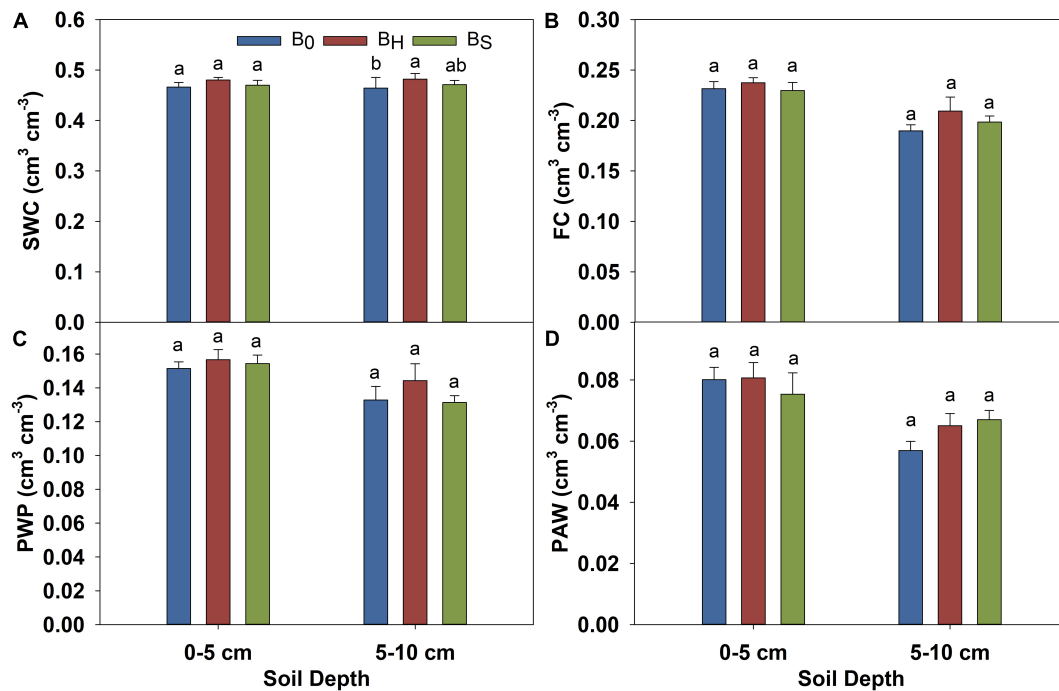 A
SWC (cm³ cm⁻³)
0.6
0.5
0.4
0.3
0.2
0.1
0.0
B₀ B_H B_S
a a a b a ab
B
FC (cm³ cm⁻³)
0.30
0.25
0.20
0.15
0.10
0.05
0.00
a a a a a a
C
PWP (cm³ cm⁻³)
0.16
0.14
0.12
0.10
0.08
0.06
0.04
0.02
0.00
a a a a a a
0-5 cm 5-10 cm
Soil Depth
D
PAW (cm³ cm⁻³)
0.08
0.06
0.04
0.02
0.00
a a a a a a
0-5 cm 5-10 cm
Soil Depth